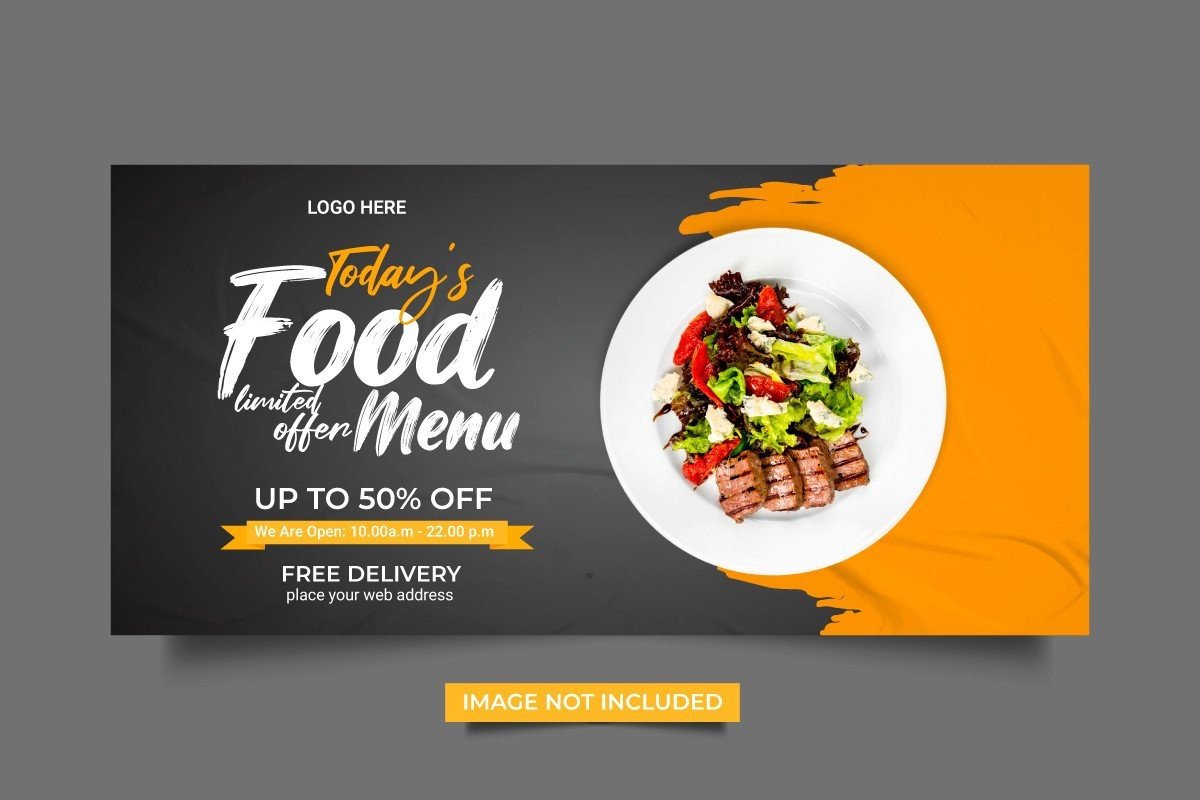 LOGO HERE
Today's
Food
limited
offer Menu
UP TO 50% OFF
We Are Open: 10.00a.m - 22.00 p.m
FREE DELIVERY
place your web address
IMAGE NOT INCLUDED